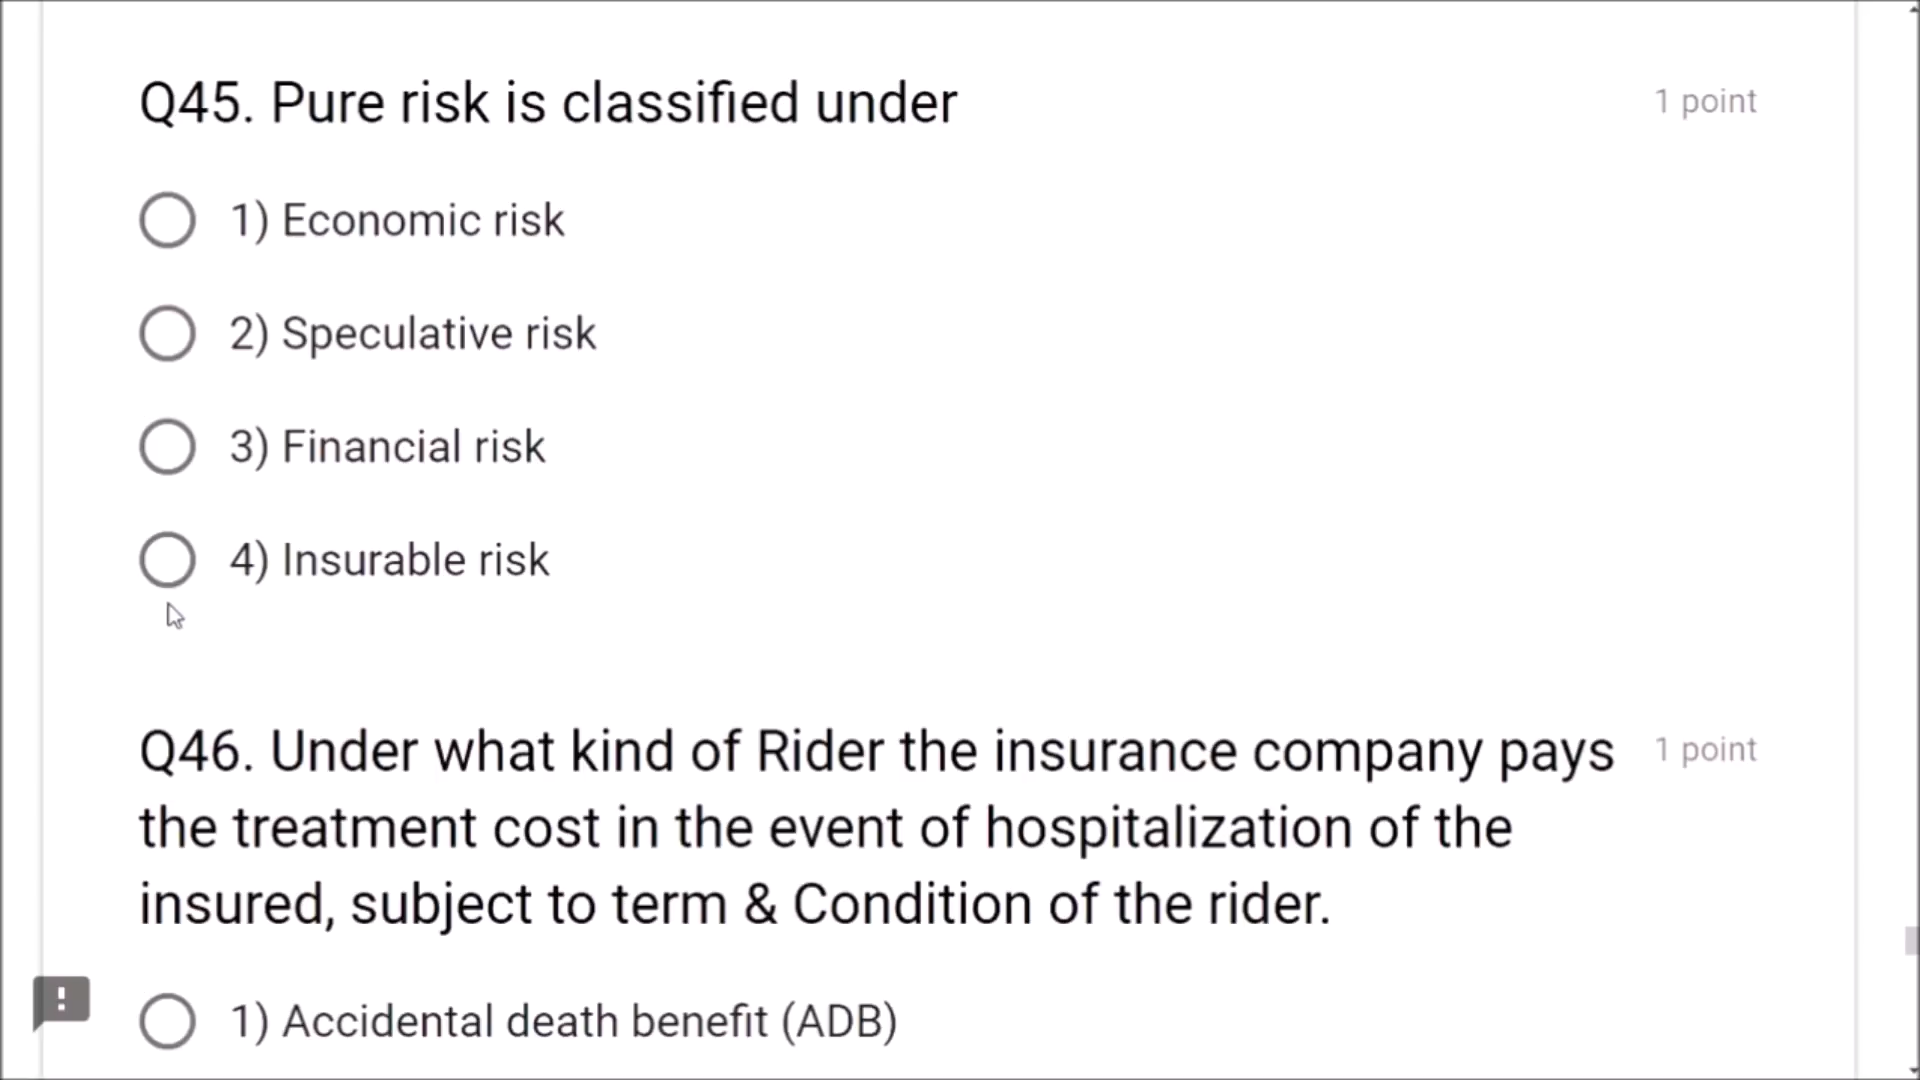 Q45. Pure risk is classified under
1 point
1) Economic risk
2) Speculative risk
3) Financial risk
4) Insurable risk
Q46. Under what kind of Rider the insurance company pays
1 point
the treatment cost in the event of hospitalization of the
insured, subject to term & Condition of the rider.
1) Accidental death benefit (ADB)